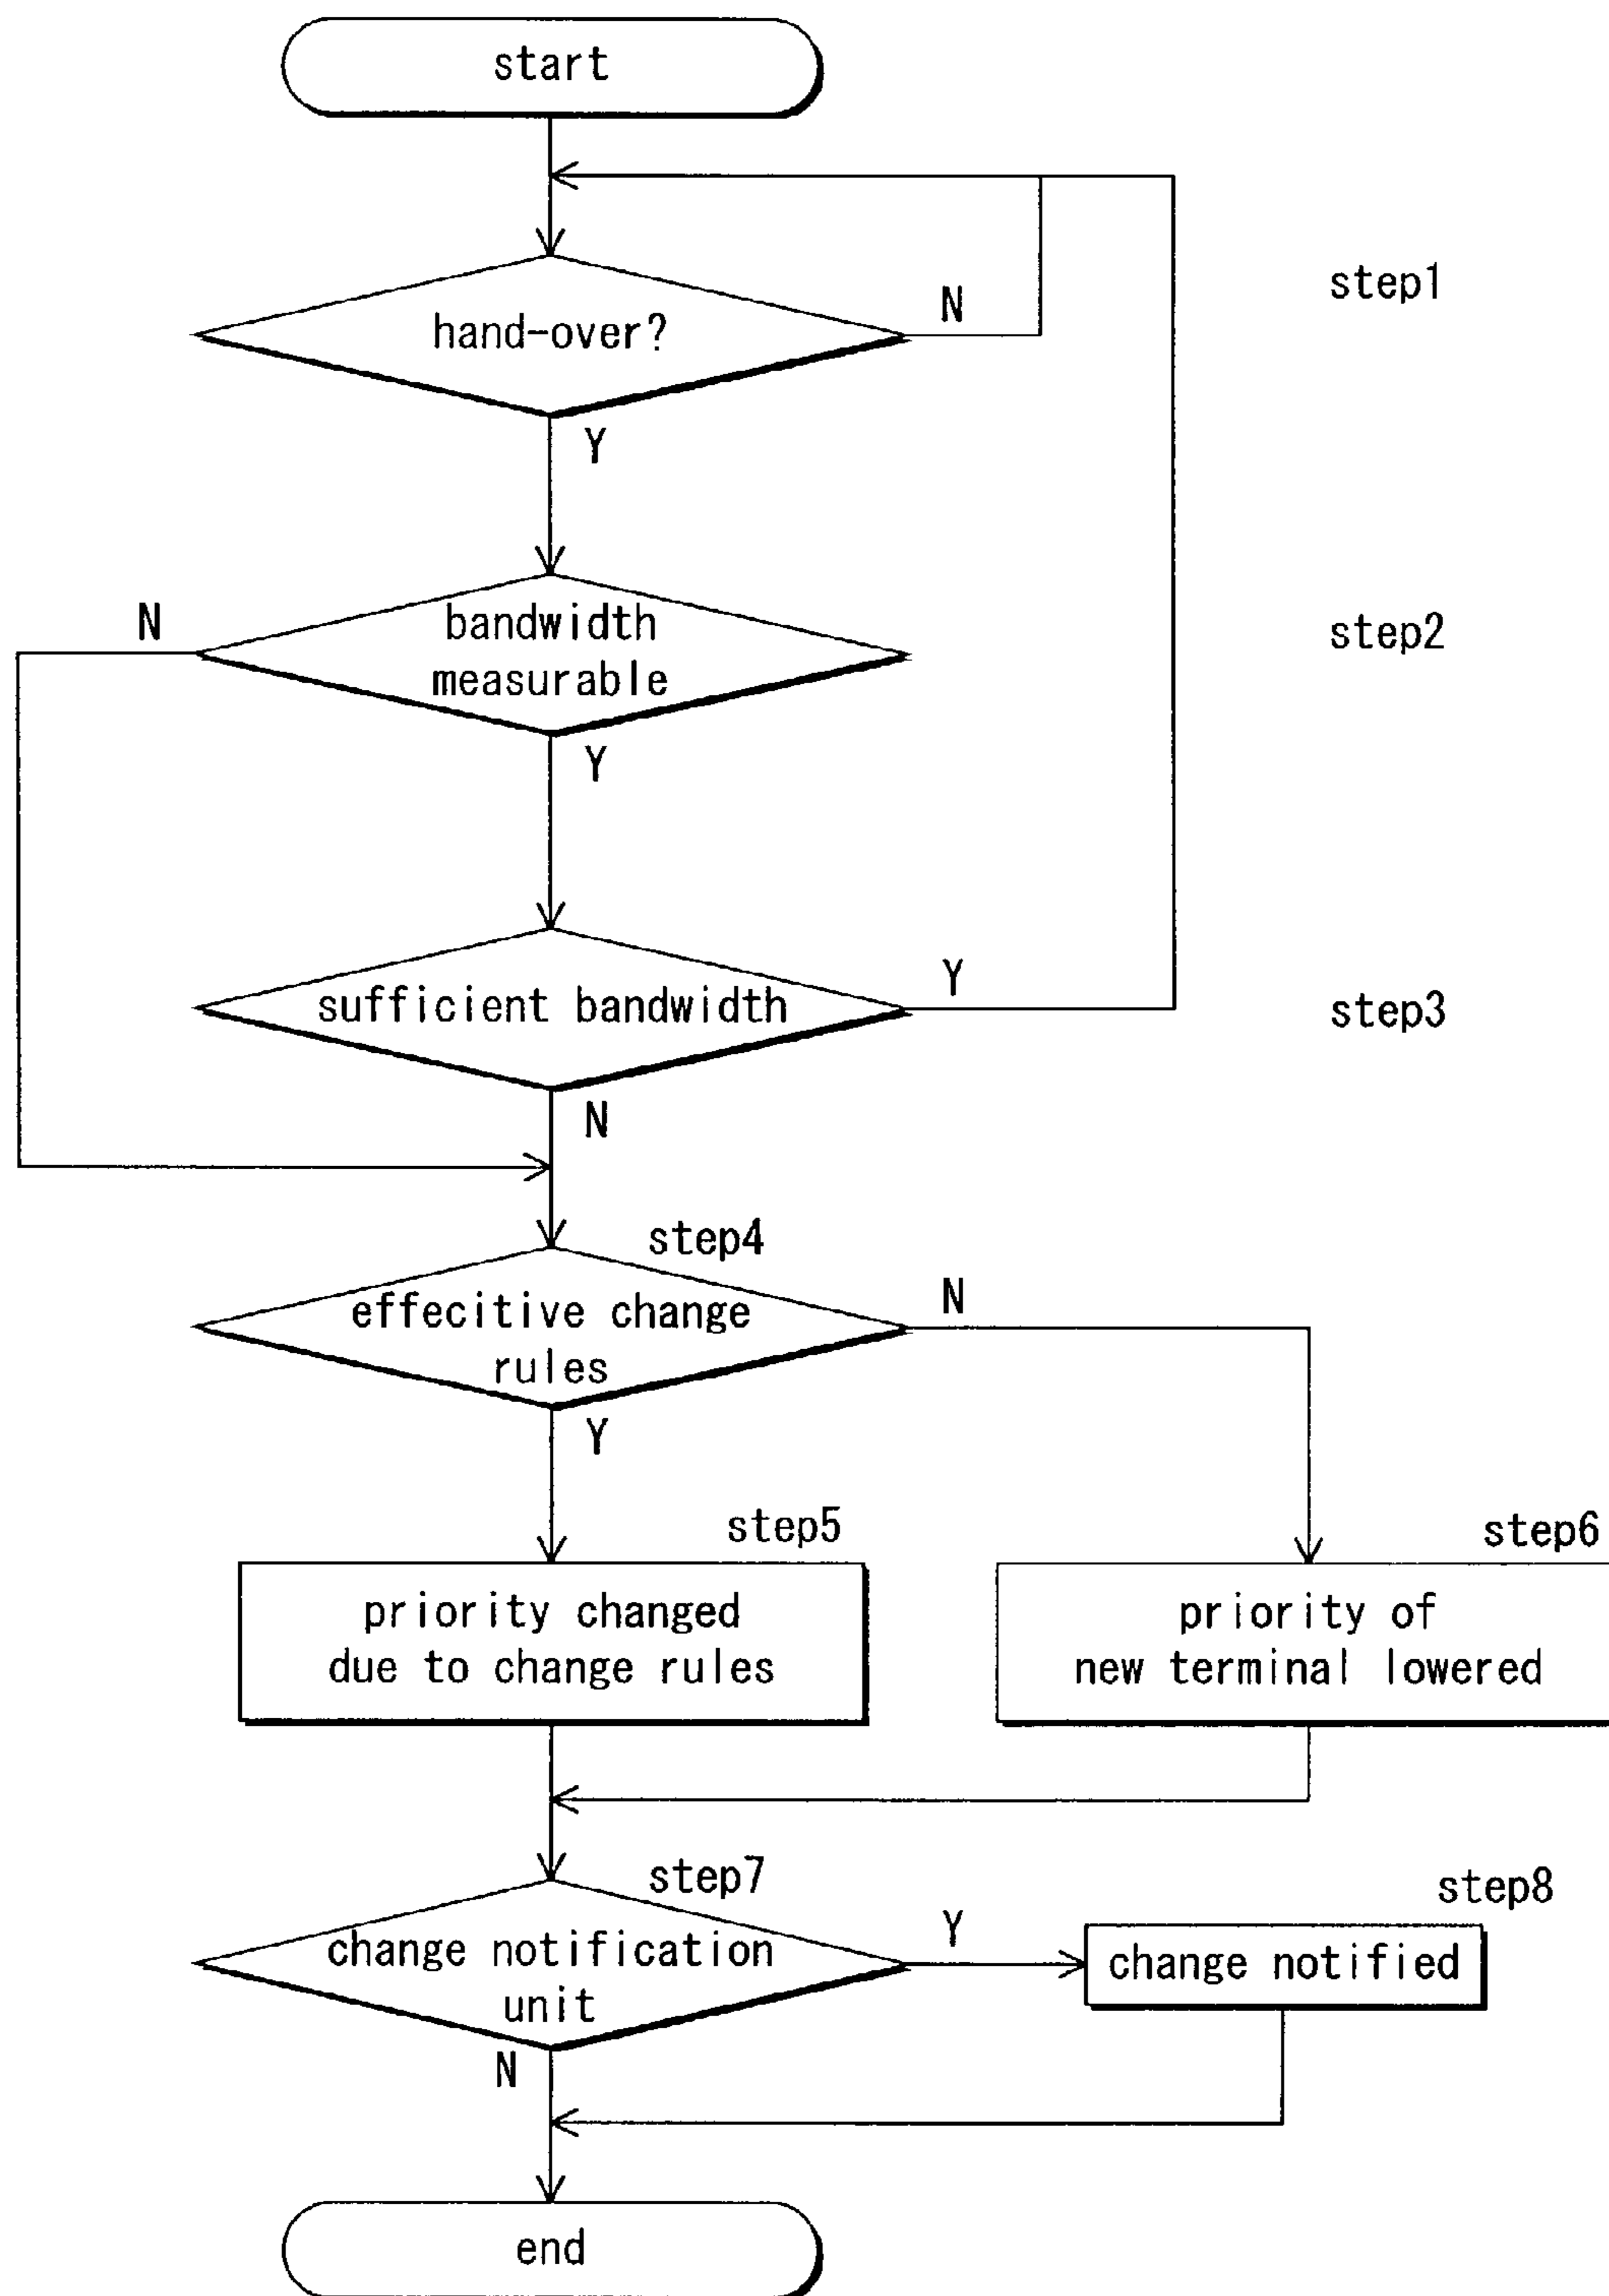 start
step1
hand-over?
N
Y
step2
N
bandwidth
measurable
Y
step3
sufficient bandwidth
Y
N
step4
effecitive change
rules
N
Y
step5
priority changed
due to change rules
step6
priority of
new terminal lowered
step7
change notification
unit
Y
N
step8
change notified
end